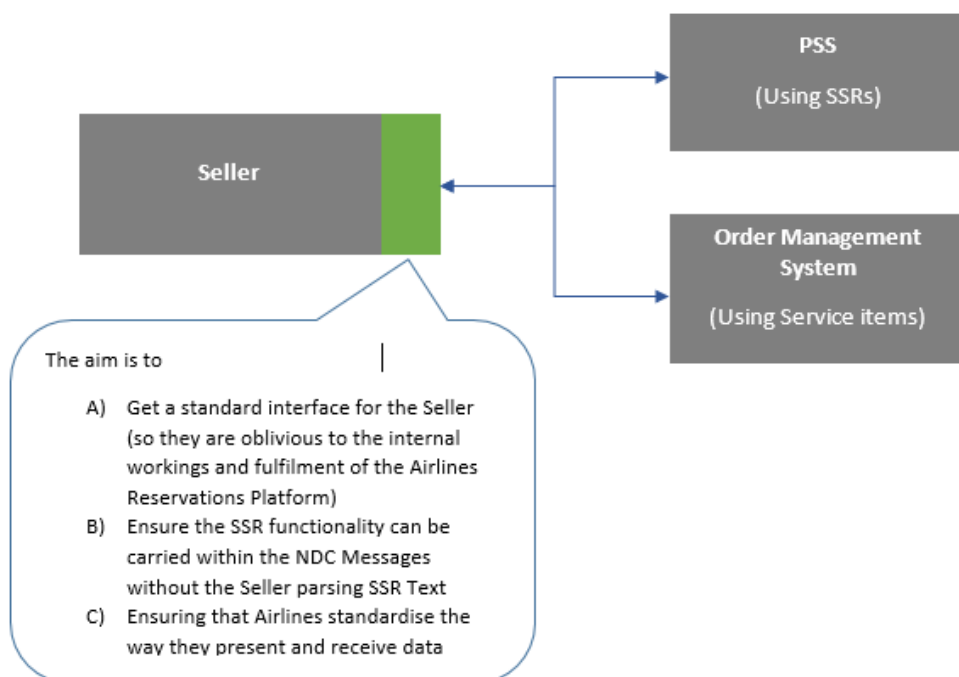 PSS
(Using SSRs)
Seller
Order Management
System
(Using Service items)
The aim is to
A) Get a standard interface for the Seller
(so they are oblivious to the internal
workings and fulfilment of the Airlines
Reservations Platform)
B) Ensure the SSR functionality can be
carried within the NDC Messages
without the Seller parsing SSR Text
C) Ensuring that Airlines standardise the
way they present and receive data